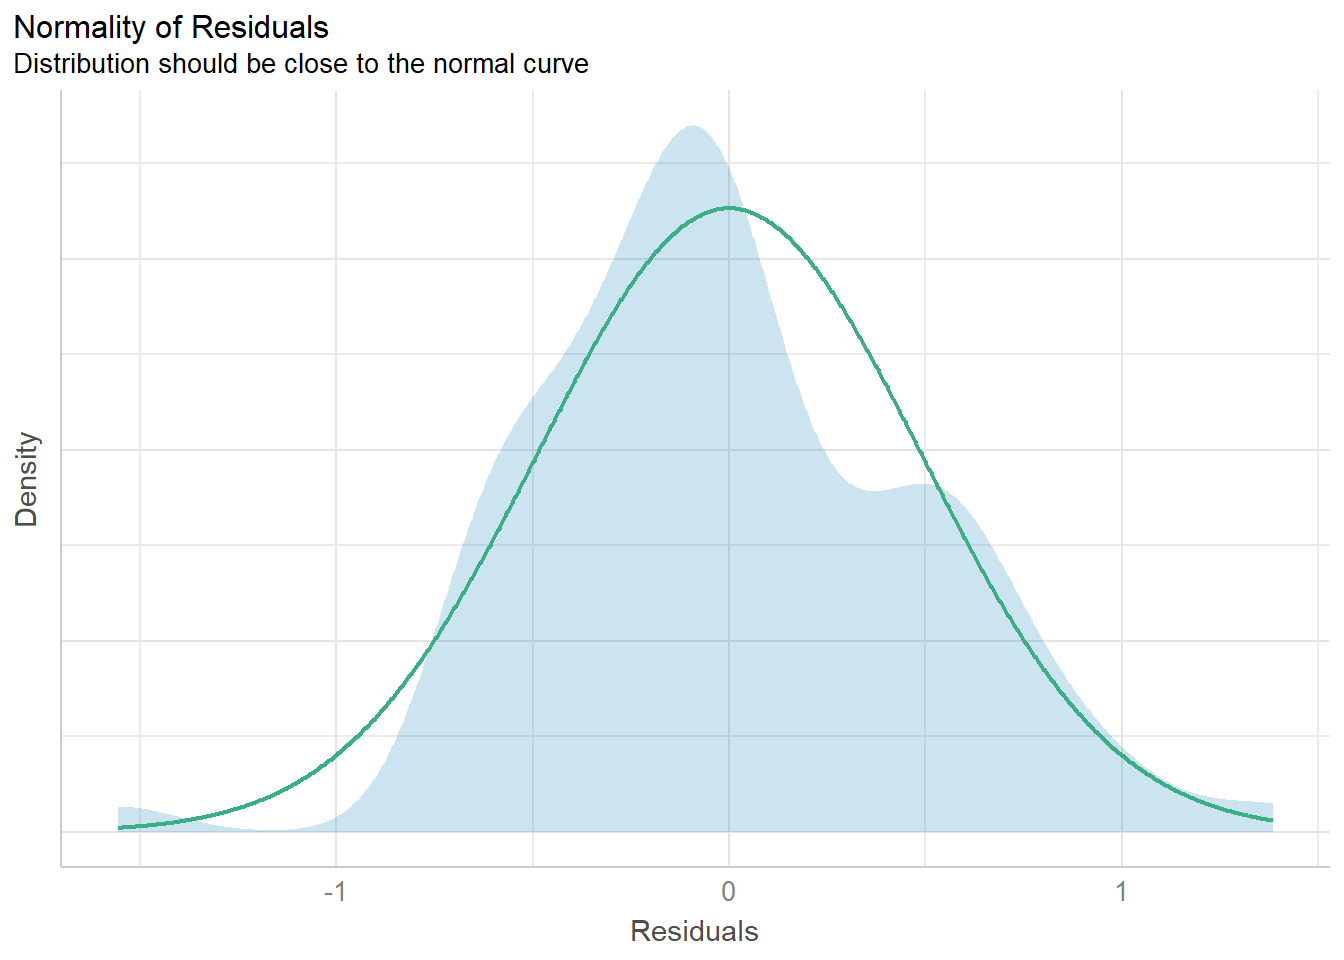 Normality of Residuals
Distribution should be close to the normal curve
Density
-1
0
1
Residuals